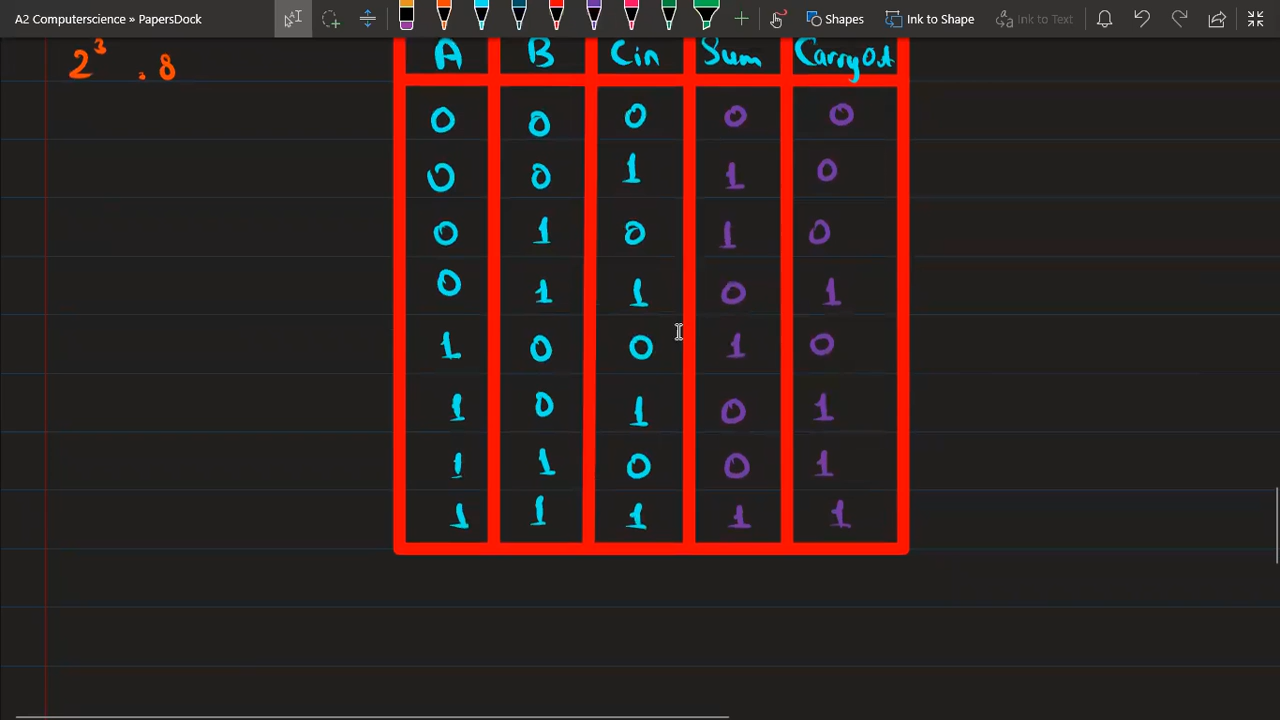 A2 Computerscience » PapersDock
Shapes
Ink to Shape
Ink to Text
2³ . 8
A B Cin Sum CarryOt
0 0 0 0 0
0 0 1 1 0
0 1 0 1 0
0 1 1 0 1
1 0 0 1 0
1 0 1 0 1
1 1 0 0 1
1 1 1 1 1